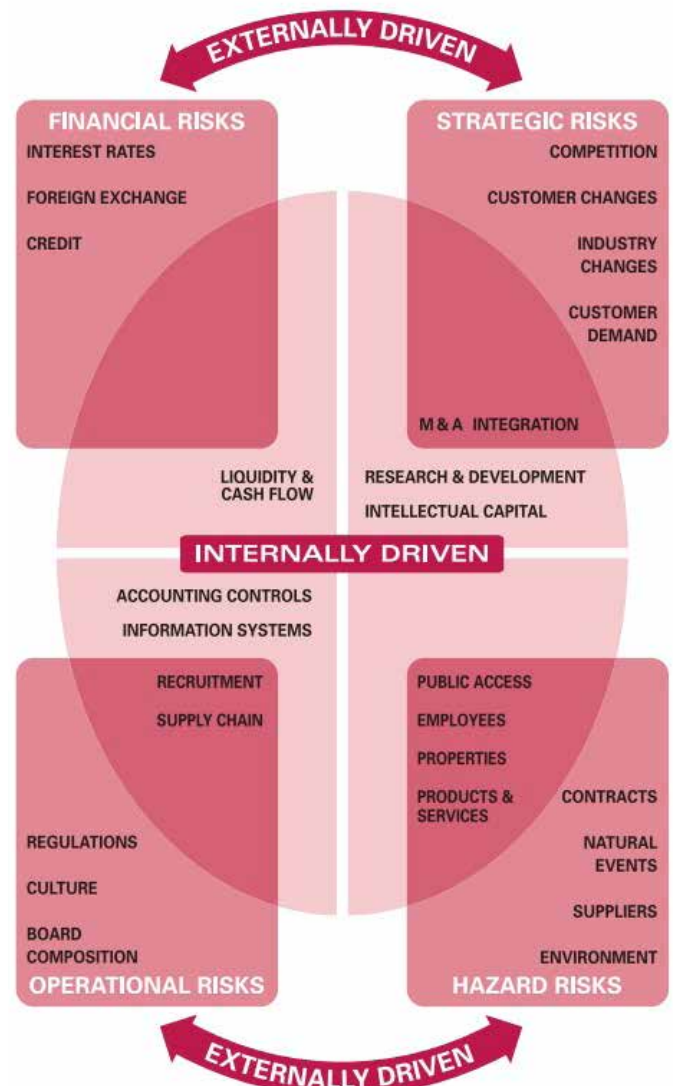 EXTERNALLY DRIVEN
FINANCIAL RISKS
INTEREST RATES
FOREIGN EXCHANGE
CREDIT
STRATEGIC RISKS
COMPETITION
CUSTOMER CHANGES
INDUSTRY
CHANGES
CUSTOMER
DEMAND
M & A INTEGRATION
LIQUIDITY &
CASH FLOW
RESEARCH & DEVELOPMENT
INTELLECTUAL CAPITAL
INTERNALLY DRIVEN
ACCOUNTING CONTROLS
INFORMATION SYSTEMS
RECRUITMENT
SUPPLY CHAIN
REGULATIONS
CULTURE
BOARD
COMPOSITION
OPERATIONAL RISKS
PUBLIC ACCESS
EMPLOYEES
PROPERTIES
PRODUCTS &
SERVICES
CONTRACTS
NATURAL
EVENTS
SUPPLIERS
ENVIRONMENT
HAZARD RISKS
EXTERNALLY DRIVEN